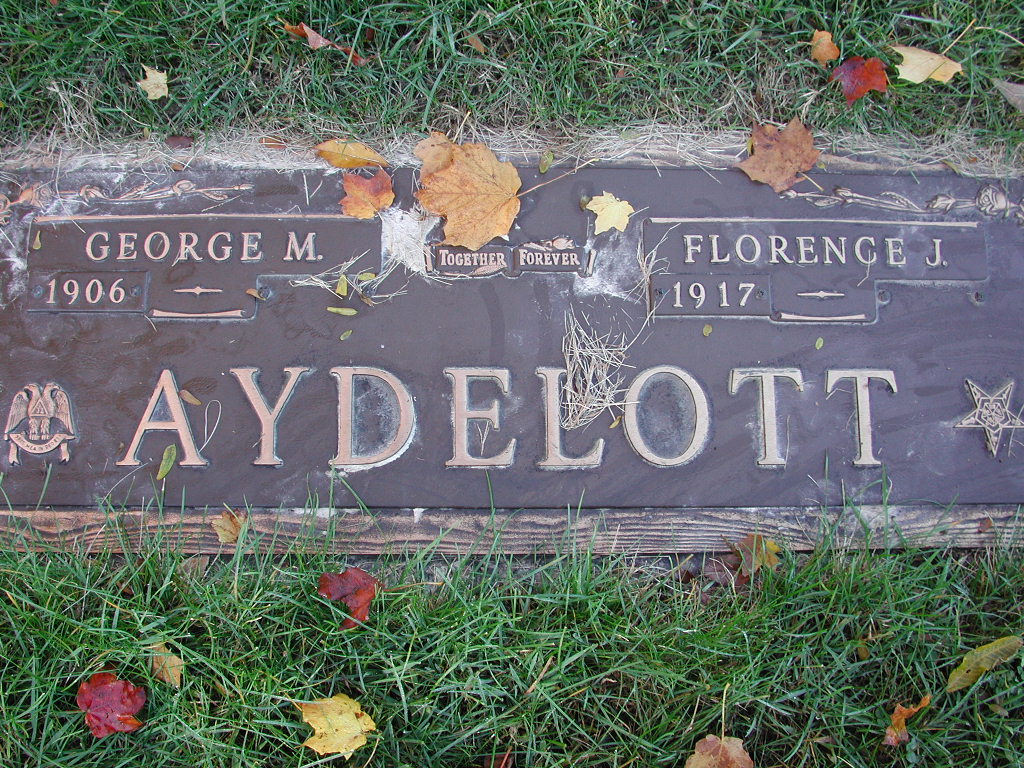 GEORGE M.
1906
TOGETHER FOREVER
FLORENCE J.
1917
AYDELOTT